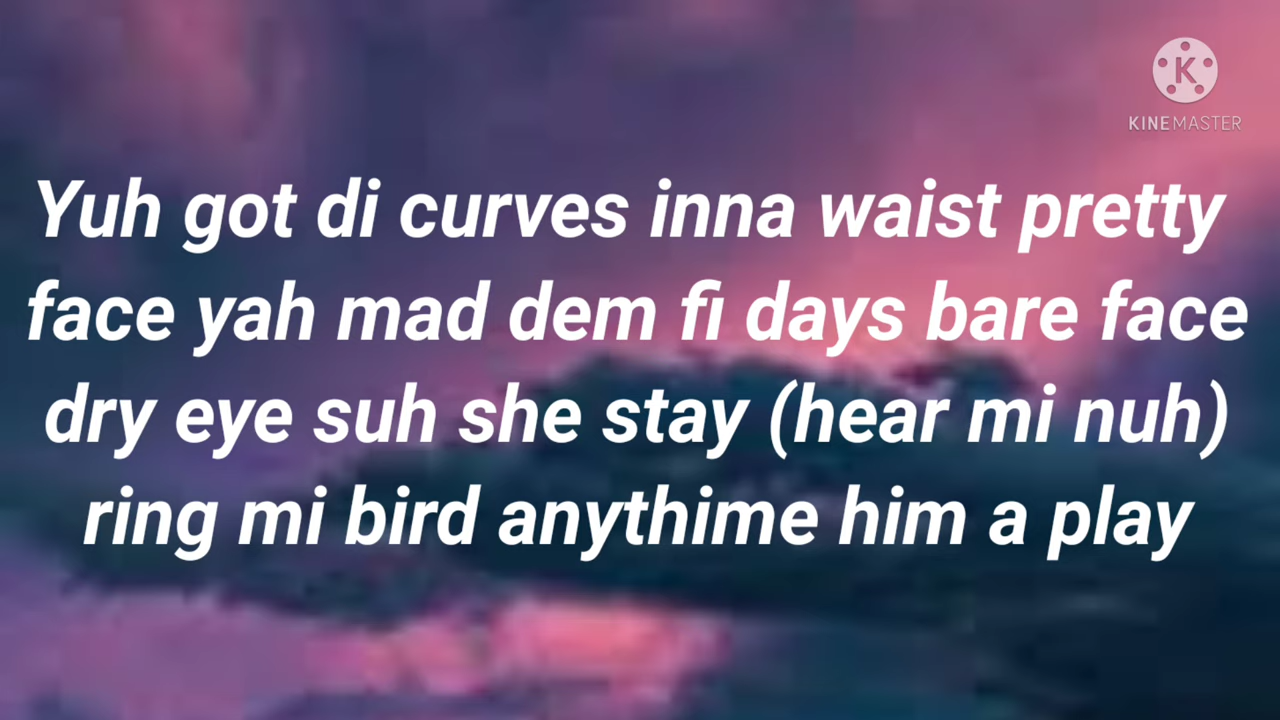 K
KINEMASTER
Yuh got di curves inna waist pretty
face yah mad dem fi days bare face
dry eye suh she stay (hear mi nuh)
ring mi bird anythime him a play